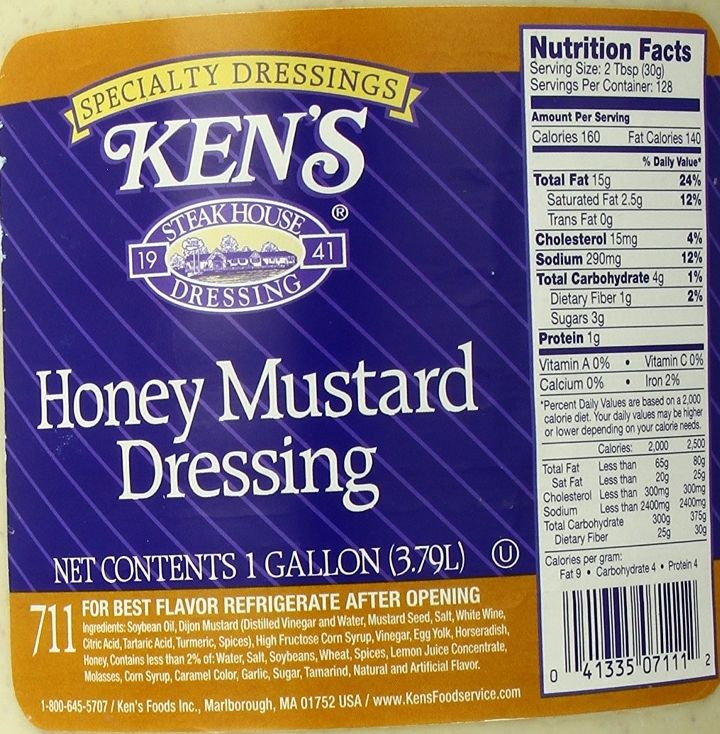 SPECIALTY DRESSINGS
KEN'S
STEAK HOUSE ®
19 41
DRESSING
Honey Mustard
Dressing
NET CONTENTS 1 GALLON (3.79L) U
711
FOR BEST FLAVOR REFRIGERATE AFTER OPENING
Ingredients: Soybean Oil, Dijon Mustard (Distilled Vinegar and Water, Mustard Seed, Salt, White Wine,
Citric Acid, Tartaric Acid, Turmeric, Spices), High Fructose Corn Syrup, Vinegar, Egg Yolk, Horseradish,
Honey, Contains less than 2% of: Water, Salt, Soybeans, Wheat, Spices, Lemon Juice Concentrate,
Molasses, Corn Syrup, Caramel Color, Garlic, Sugar, Tamarind, Natural and Artificial Flavor.
1-800-645-5707 / Ken's Foods Inc., Marlborough, MA 01752 USA / www.KensFoodservice.com
Nutrition Facts
Serving Size: 2 Tbsp (30g)
Servings Per Container: 128
Amount Per Serving
Calories 160 Fat Calories 140
% Daily Value*
Total Fat 15g 24%
Saturated Fat 2.5g 12%
Trans Fat 0g
Cholesterol 15mg 4%
Sodium 290mg 12%
Total Carbohydrate 4g 1%
Dietary Fiber 1g 2%
Sugars 3g
Protein 1g
Vitamin A 0% • Vitamin C 0%
Calcium 0% • Iron 2%
*Percent Daily Values are based on a 2,000
calorie diet. Your daily values may be higher
or lower depending on your calorie needs.
Calories: 2,000 2,500
Total Fat Less than 65g 80g
Sat Fat Less than 20g 25g
Cholesterol Less than 300mg 300mg
Sodium Less than 2400mg 2400mg
Total Carbohydrate 300g 375g
Dietary Fiber 25g 30g
Calories per gram:
Fat 9 • Carbohydrate 4 • Protein 4
0 41335 07111 2